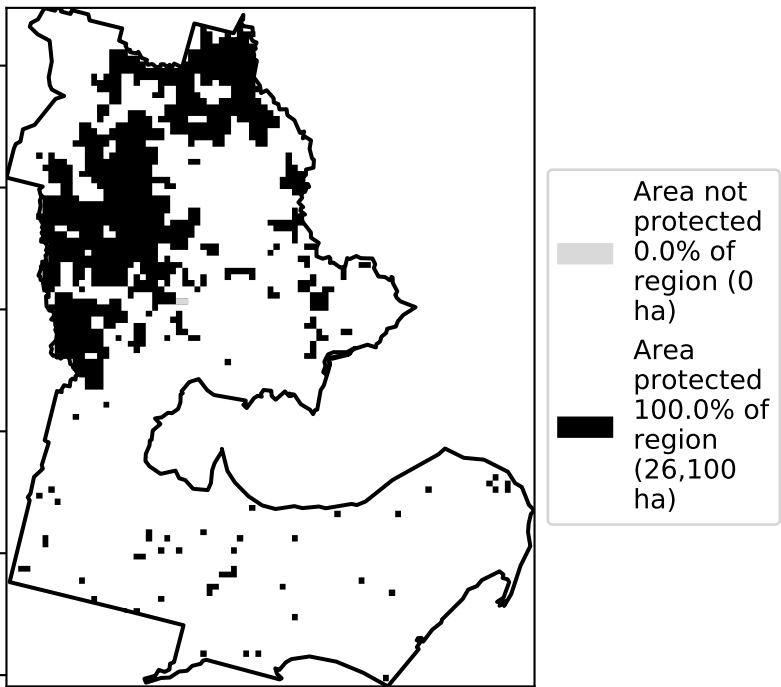 Area not
protected
0.0% of
region (0
ha)
Area
protected
100.0% of
region
(26,100
ha)